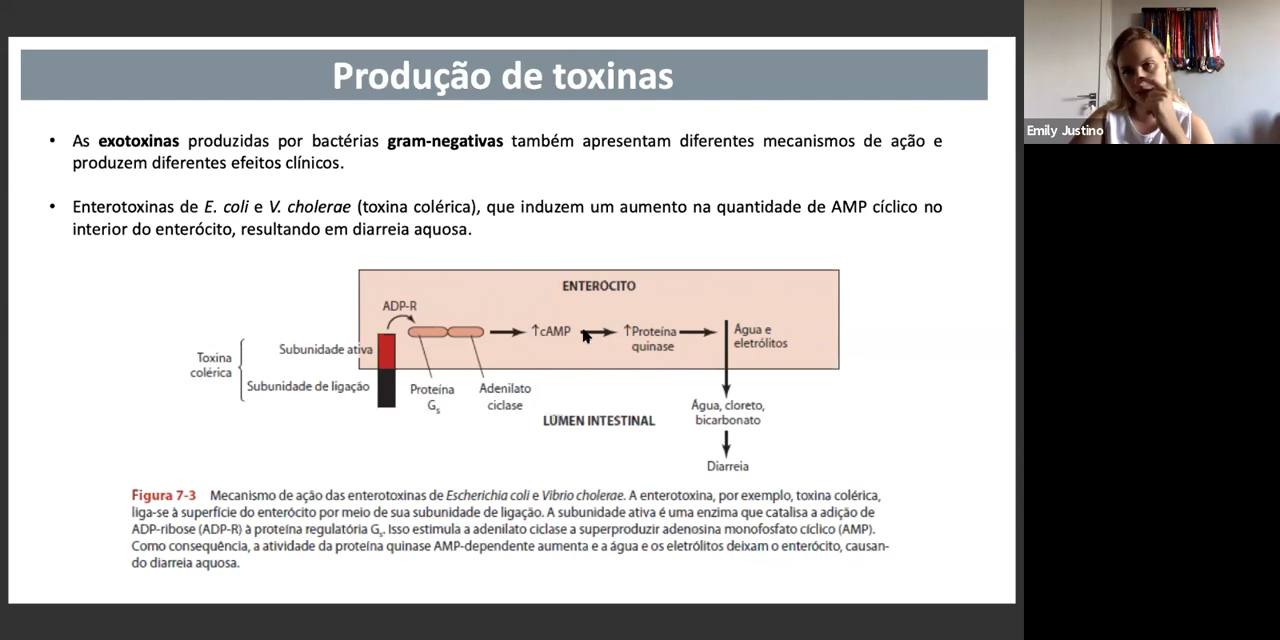 Produção de toxinas
• As exotoxinas produzidas por bactérias gram-negativas também apresentam diferentes mecanismos de ação e
produzem diferentes efeitos clínicos.
• Enterotoxinas de E. coli e V. cholerae (toxina colérica), que induzem um aumento na quantidade de AMP cíclico no
interior do enterócito, resultando em diarreia aquosa.
ENTERÓCITO
ADP-R
↑cAMP
↑Proteína
quinase
Água e
eletrólitos
Toxina
colérica
Subunidade ativa
Subunidade de ligação
Proteína
Gs
Adenilato
ciclase
LÚMEN INTESTINAL
Água, cloreto,
bicarbonato
Diarreia
Figura 7-3 Mecanismo de ação das enterotoxinas de Escherichia coli e Vibrio cholerae. A enterotoxina, por exemplo, toxina colérica,
liga-se à superfície do enterócito por meio de sua subunidade de ligação. A subunidade ativa é uma enzima que catalisa a adição de
ADP-ribose (ADP-R) à proteína regulatória Gs. Isso estimula a adenilato ciclase a superproduzir adenosina monofosfato cíclico (AMP).
Como consequência, a atividade da proteína quinase AMP-dependente aumenta e a água e os eletrólitos deixam o enterócito, causan-
do diarreia aquosa.
Emily Justino